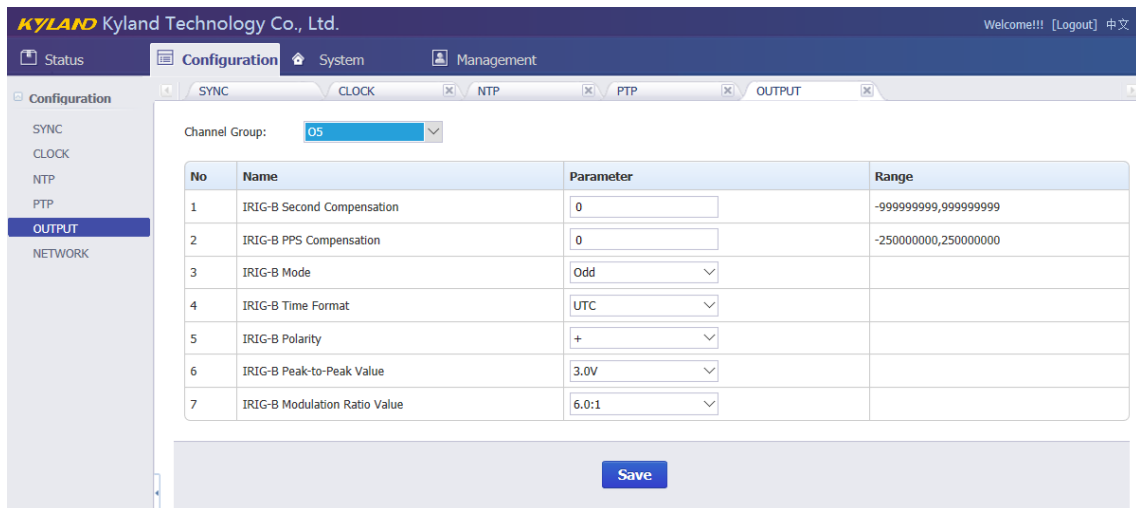 KYLAND Kyland Technology Co., Ltd. Welcome!!! [Logout] 中文
Status Configuration System Management
Configuration
SYNC
CLOCK
NTP
PTP
OUTPUT
NETWORK
SYNC CLOCK NTP PTP OUTPUT
Channel Group: O5
No Name Parameter Range
1 IRIG-B Second Compensation 0 -999999999,999999999
2 IRIG-B PPS Compensation 0 -250000000,250000000
3 IRIG-B Mode Odd
4 IRIG-B Time Format UTC
5 IRIG-B Polarity +
6 IRIG-B Peak-to-Peak Value 3.0V
7 IRIG-B Modulation Ratio Value 6.0:1
Save